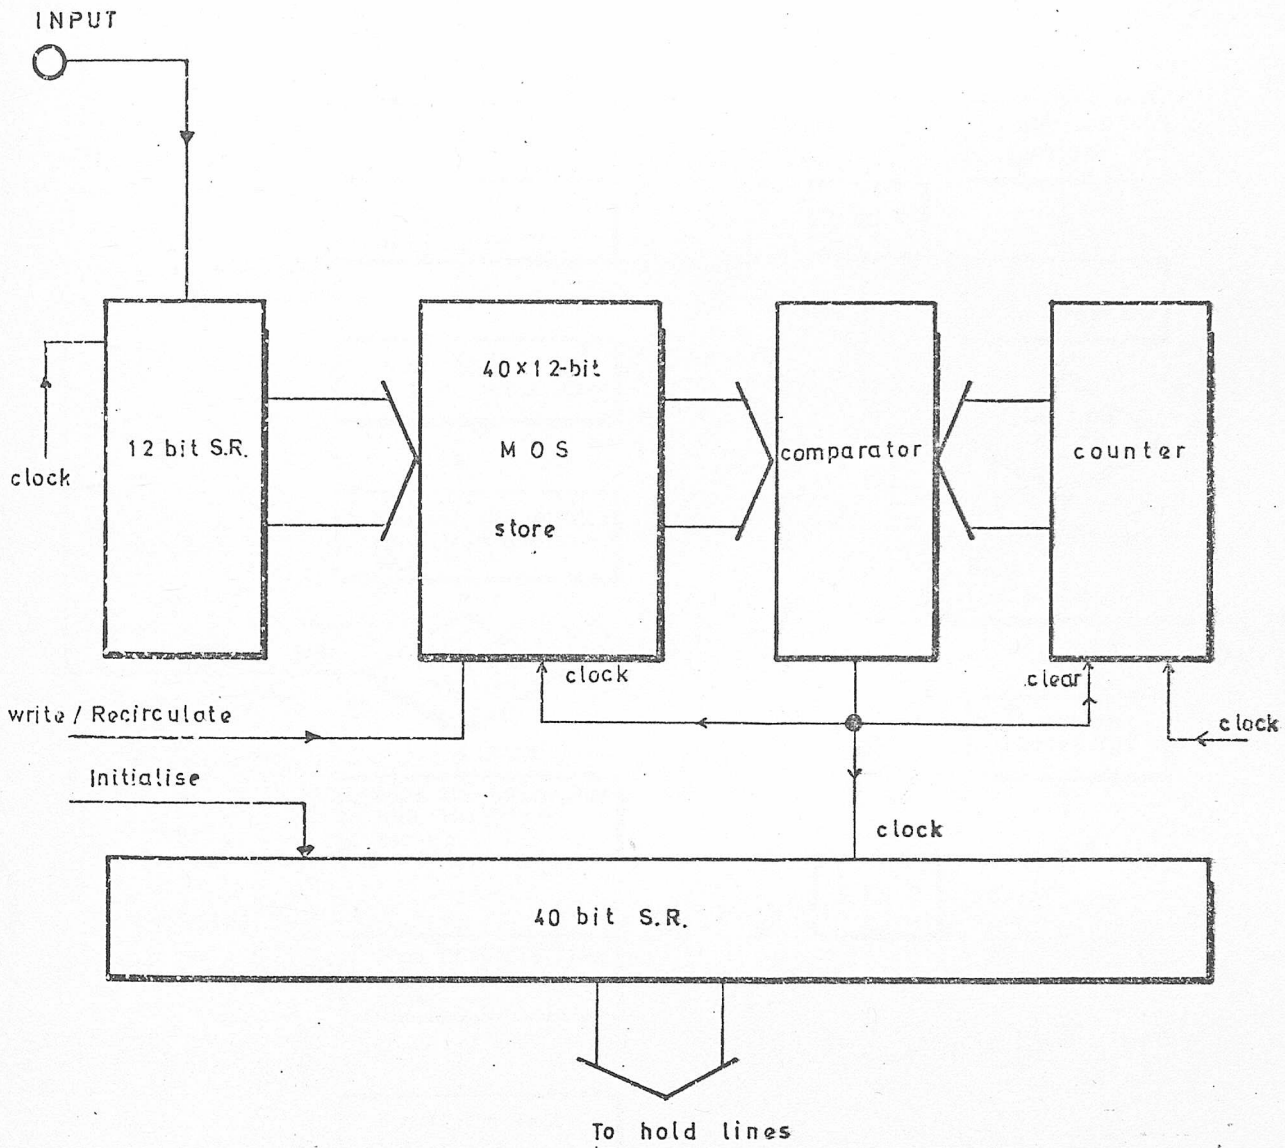 INPUT
12 bit S.R.
clock
40×12-bit
MOS
store
comparator
counter
clock
clear
clock
write / Recirculate
Initialise
clock
40 bit S.R.
To hold lines